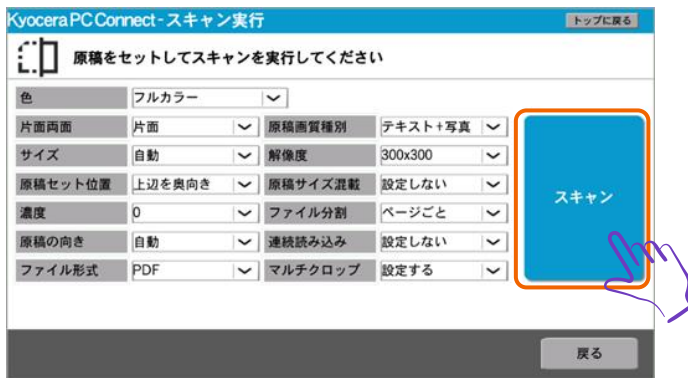 Kyocera PC Connect - スキャン実行 トップに戻る
原稿をセットしてスキャンを実行してください
色 フルカラー
片面両面 片面 原稿画質種別 テキスト+写真
サイズ 自動 解像度 300x300
原稿セット位置 上辺を奥向き 原稿サイズ混載 設定しない
濃度 0 ファイル分割 ページごと
原稿の向き 自動 連続読み込み 設定しない
ファイル形式 PDF マルチクロップ 設定する
スキャン
戻る